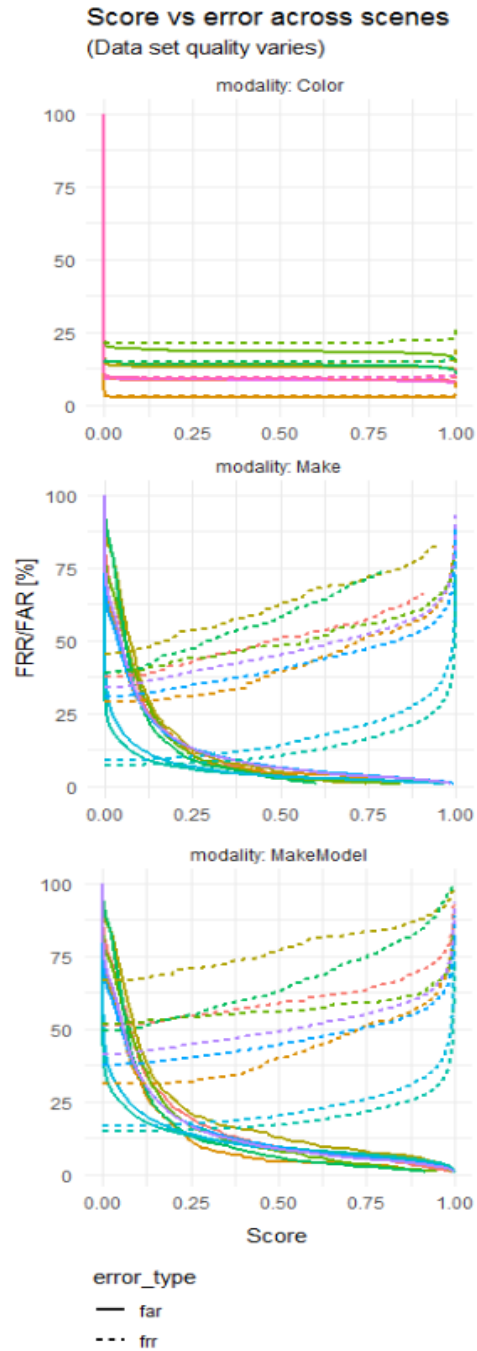 Score vs error across scenes
(Data set quality varies)
modality: Color
100
75
50
25
0
0.00 0.25 0.50 0.75 1.00
modality: Make
100
75
50
25
0
0.00 0.25 0.50 0.75 1.00
FRR/FAR [%]
modality: MakeModel
100
75
50
25
0
0.00 0.25 0.50 0.75 1.00
Score
error_type
far
frr